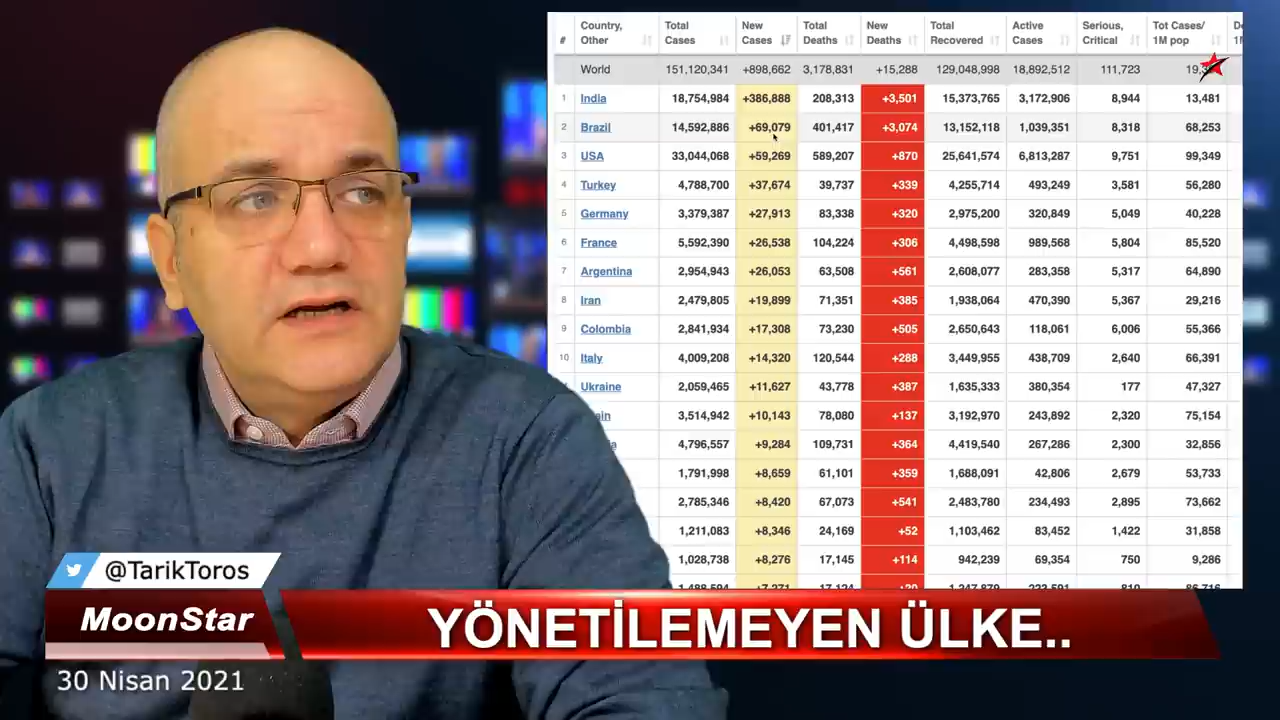 # Country, Other Total Cases New Cases Total Deaths New Deaths Total Recovered Active Cases Serious, Critical Tot Cases/ 1M pop
World 151,120,341 +898,662 3,178,831 +15,288 129,048,998 18,892,512 111,723
1 India 18,754,984 +386,888 208,313 +3,501 15,373,765 3,172,906 8,944 13,481
2 Brazil 14,592,886 +69,079 401,417 +3,074 13,152,118 1,039,351 8,318 68,253
3 USA 33,044,068 +59,269 589,207 +870 25,641,574 6,813,287 9,751 99,349
4 Turkey 4,788,700 +37,674 39,737 +339 4,255,714 493,249 3,581 56,280
5 Germany 3,379,387 +27,913 83,338 +320 2,975,200 320,849 5,049 40,228
6 France 5,592,390 +26,538 104,224 +306 4,498,598 989,568 5,804 85,520
7 Argentina 2,954,943 +26,053 63,508 +561 2,608,077 283,358 5,317 64,890
8 Iran 2,479,805 +19,899 71,351 +385 1,938,064 470,390 5,367 29,216
9 Colombia 2,841,934 +17,308 73,230 +505 2,650,643 118,061 6,006 55,366
10 Italy 4,009,208 +14,320 120,544 +288 3,449,955 438,709 2,640 66,391
Ukraine 2,059,465 +11,627 43,778 +387 1,635,333 380,354 177 47,327
3,514,942 +10,143 78,080 +137 3,192,970 243,892 2,320 75,154
4,796,557 +9,284 109,731 +364 4,419,540 267,286 2,300 32,856
1,791,998 +8,659 61,101 +359 1,688,091 42,806 2,679 53,733
2,785,346 +8,420 67,073 +541 2,483,780 234,493 2,895 73,662
1,211,083 +8,346 24,169 +52 1,103,462 83,452 1,422 31,858
1,028,738 +8,276 17,145 +114 942,239 69,354 750 9,286
@TarikToros
MoonStar
YÖNETİLEMEYEN ÜLKE..
30 Nisan 2021